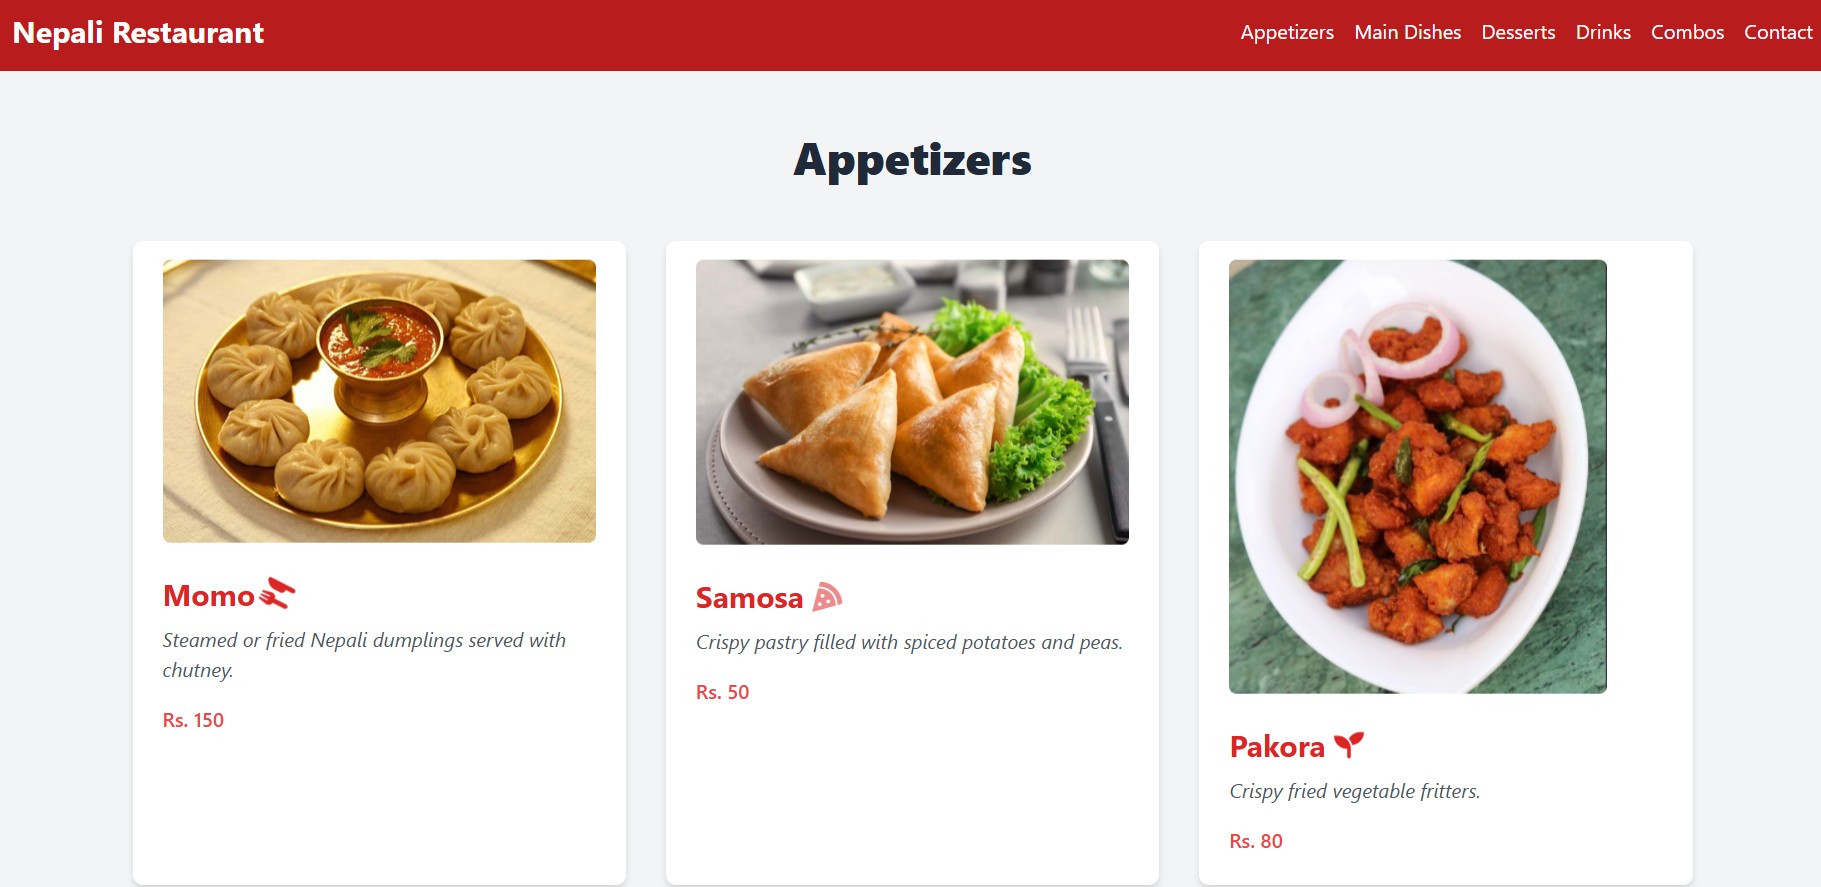 Nepali Restaurant
Appetizers Main Dishes Desserts Drinks Combos Contact
Appetizers
Momo
Steamed or fried Nepali dumplings served with
chutney.
Rs. 150
Samosa
Crispy pastry filled with spiced potatoes and peas.
Rs. 50
Pakora
Crispy fried vegetable fritters.
Rs. 80